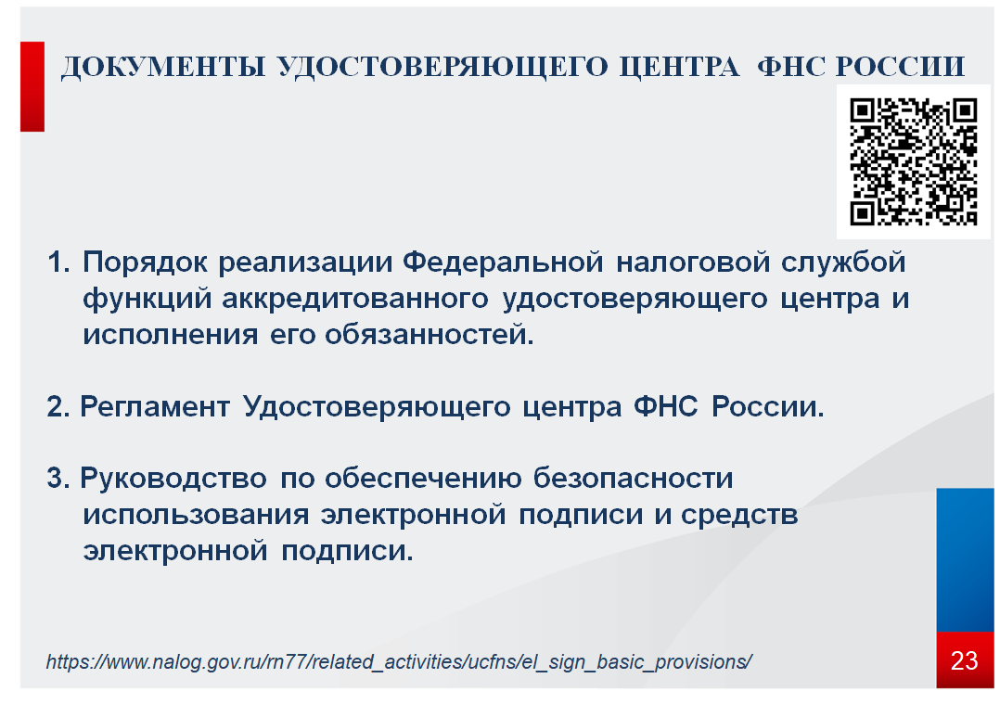 ДОКУМЕНТЫ УДОСТОВЕРЯЮЩЕГО ЦЕНТРА ФНС РОССИИ
1. Порядок реализации Федеральной налоговой службой
функций аккредитованного удостоверяющего центра и
исполнения его обязанностей.
2. Регламент Удостоверяющего центра ФНС России.
3. Руководство по обеспечению безопасности
использования электронной подписи и средств
электронной подписи.
https://www.nalog.gov.ru/rn77/related_activities/ucfns/el_sign_basic_provisions/
23